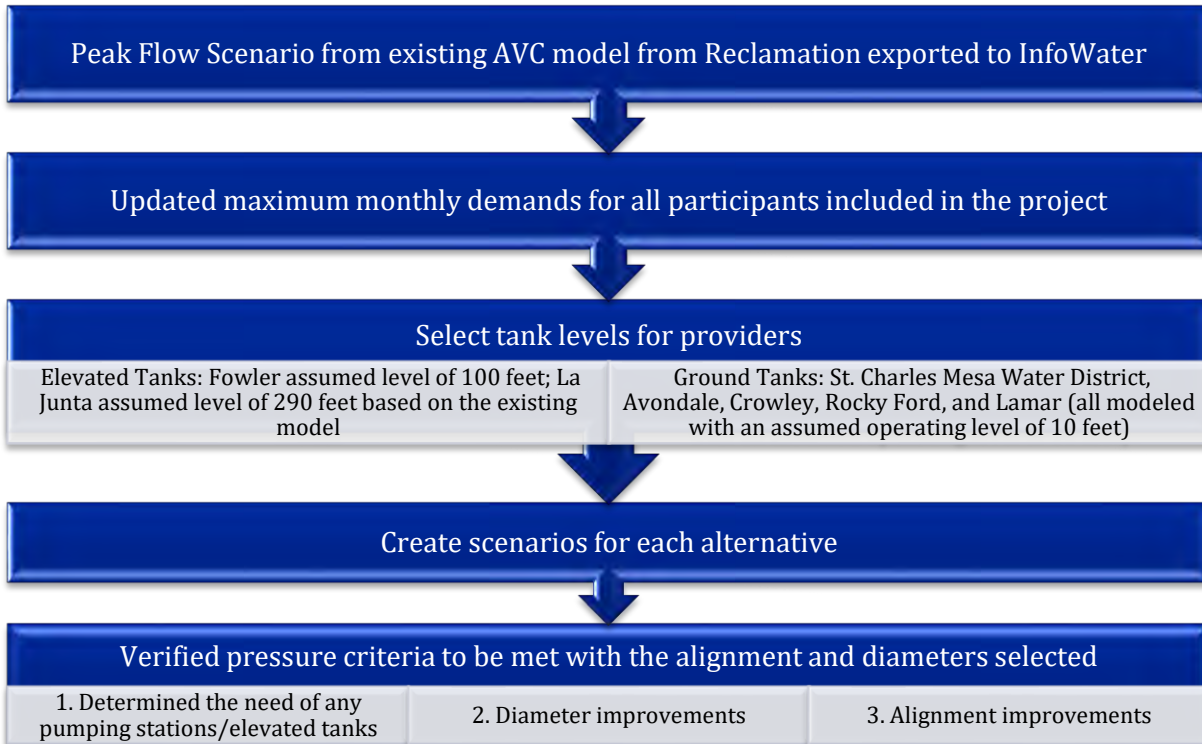 Peak Flow Scenario from existing AVC model from Reclamation exported to InfoWater
Updated maximum monthly demands for all participants included in the project
Select tank levels for providers
Elevated Tanks: Fowler assumed level of 100 feet; La
Junta assumed level of 290 feet based on the existing
model
Ground Tanks: St. Charles Mesa Water District,
Avondale, Crowley, Rocky Ford, and Lamar (all modeled
with an assumed operating level of 10 feet)
Create scenarios for each alternative
Verified pressure criteria to be met with the alignment and diameters selected
1. Determined the need of any
pumping stations/elevated tanks
2. Diameter improvements
3. Alignment improvements